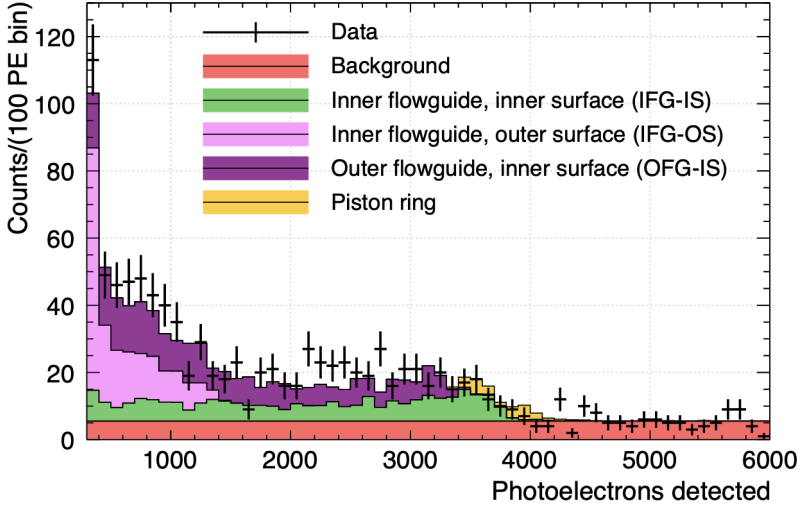 Counts/(100 PE bin)
120
100
80
60
40
20
0
Data
Background
Inner flowguide, inner surface (IFG-IS)
Inner flowguide, outer surface (IFG-OS)
Outer flowguide, inner surface (OFG-IS)
Piston ring
1000 2000 3000 4000 5000 6000
Photoelectrons detected